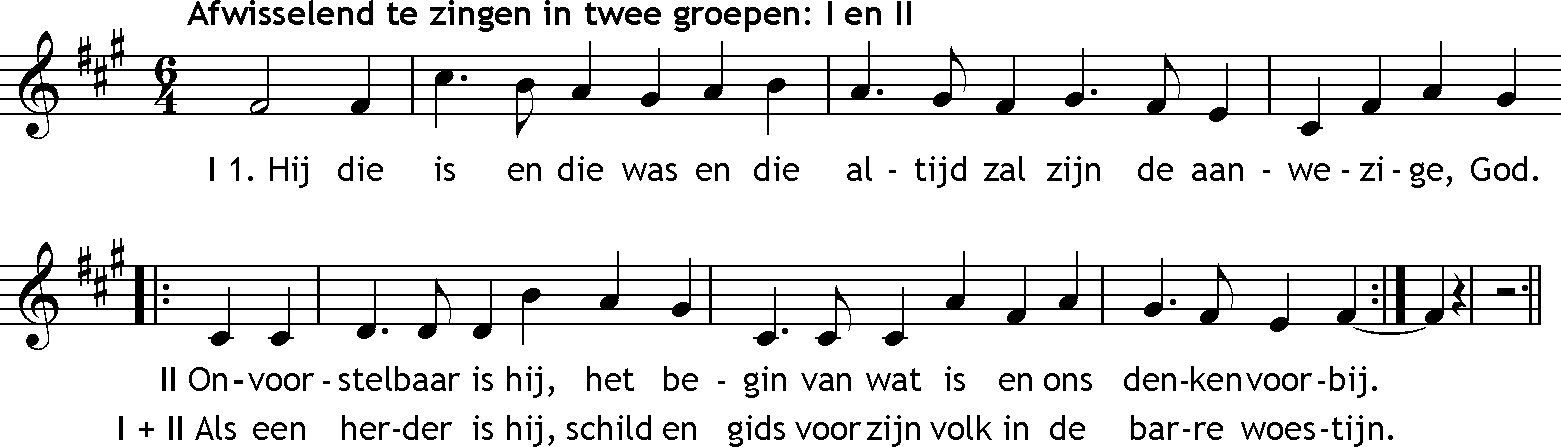 Afwisselend te zingen in twee groepen: I en II
6
4
I 1. Hij die is en die was en die al - tijd zal zijn de aan - we - zi - ge, God.
II On-voor - stelbaar is hij, het be - gin van wat is en ons den-kenvoor-bij.
I + II Als een her-der is hij, schild en gids voor zijn volk in de bar-re woes-tijn.